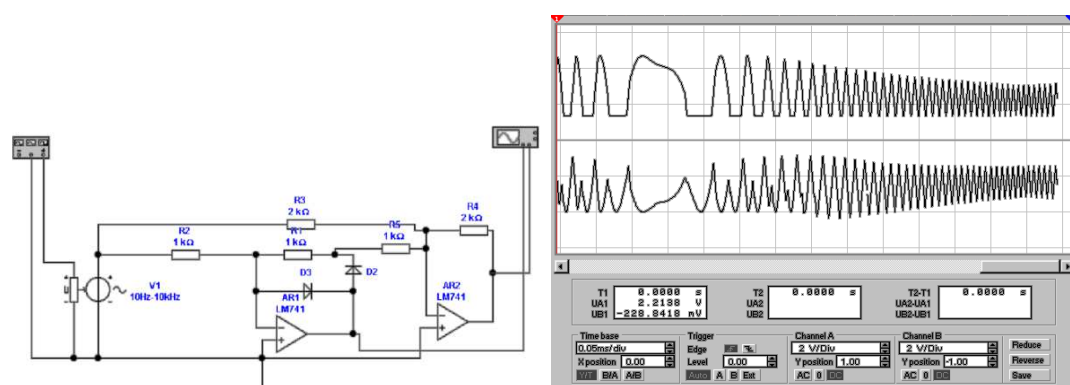 R3
2 kΩ
R4
2 kΩ
R2
1 kΩ
R1
1 kΩ
R5
1 kΩ
D3
D2
V1
10Hz-10kHz
AR1
LM741
AR2
LM741
1
T1 0.0000 s
UA1 2.2138 V
UB1 -228.8418 mV
T2 0.0000 s
UA2
UB2
T2-T1 0.0000 s
UA2-UA1
UB2-UB1
Time base
0.05ms/div
X position 0.00
Y/T B/A A/B
Trigger
Edge
Level 0.00
Auto A B Ext
Channel A
2 V/Div
Y position 1.00
AC 0 DC
Channel B
2 V/Div
Y position -1.00
AC 0 DC
Reduce
Reverse
Save